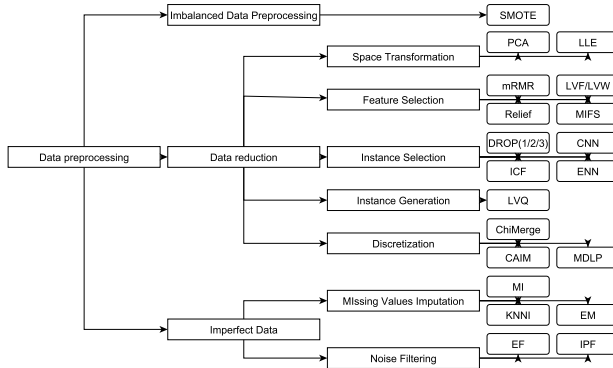 Imbalanced Data Preprocessing
SMOTE
PCA
LLE
Space Transformation
mRMR
LVF/LVW
Feature Selection
Relief
MIFS
DROP(1/2/3)
CNN
Data preprocessing
Data reduction
Instance Selection
ICF
ENN
Instance Generation
LVQ
ChiMerge
Discretization
CAIM
MDLP
MI
MIssing Values Imputation
KNNI
EM
Imperfect Data
EF
IPF
Noise Filtering